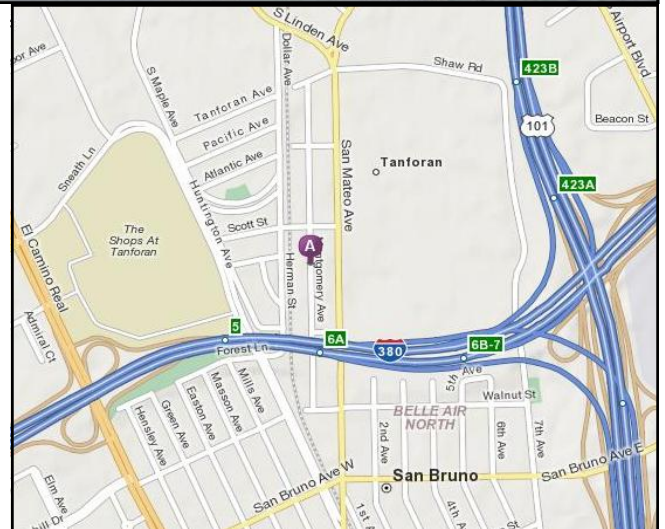 S Linden Ave
Dollar Ave
S Airport Blvd
423B
Shaw Rd
S Maple Ave
Tanforan Ave
Beacon St
101
Pacific Ave
San Mateo Ave
Tanforan
Atlantic Ave
Sneath Ln
423A
Huntington Ave
Scott St
El Camino Real
The
Shops At
Tanforan
A
Herman St
Admiral Ct
5
6A
380
6B-7
Forest Ln
5th Ave
Mills Ave
Masson Ave
Easton Ave
Green Ave
Hensley Ave
Walnut St
BELLE AIR
NORTH
2nd Ave
6th Ave
7th Ave
San Bruno
San Bruno Ave W
San Bruno Ave E
Elm Ave
4th
1st